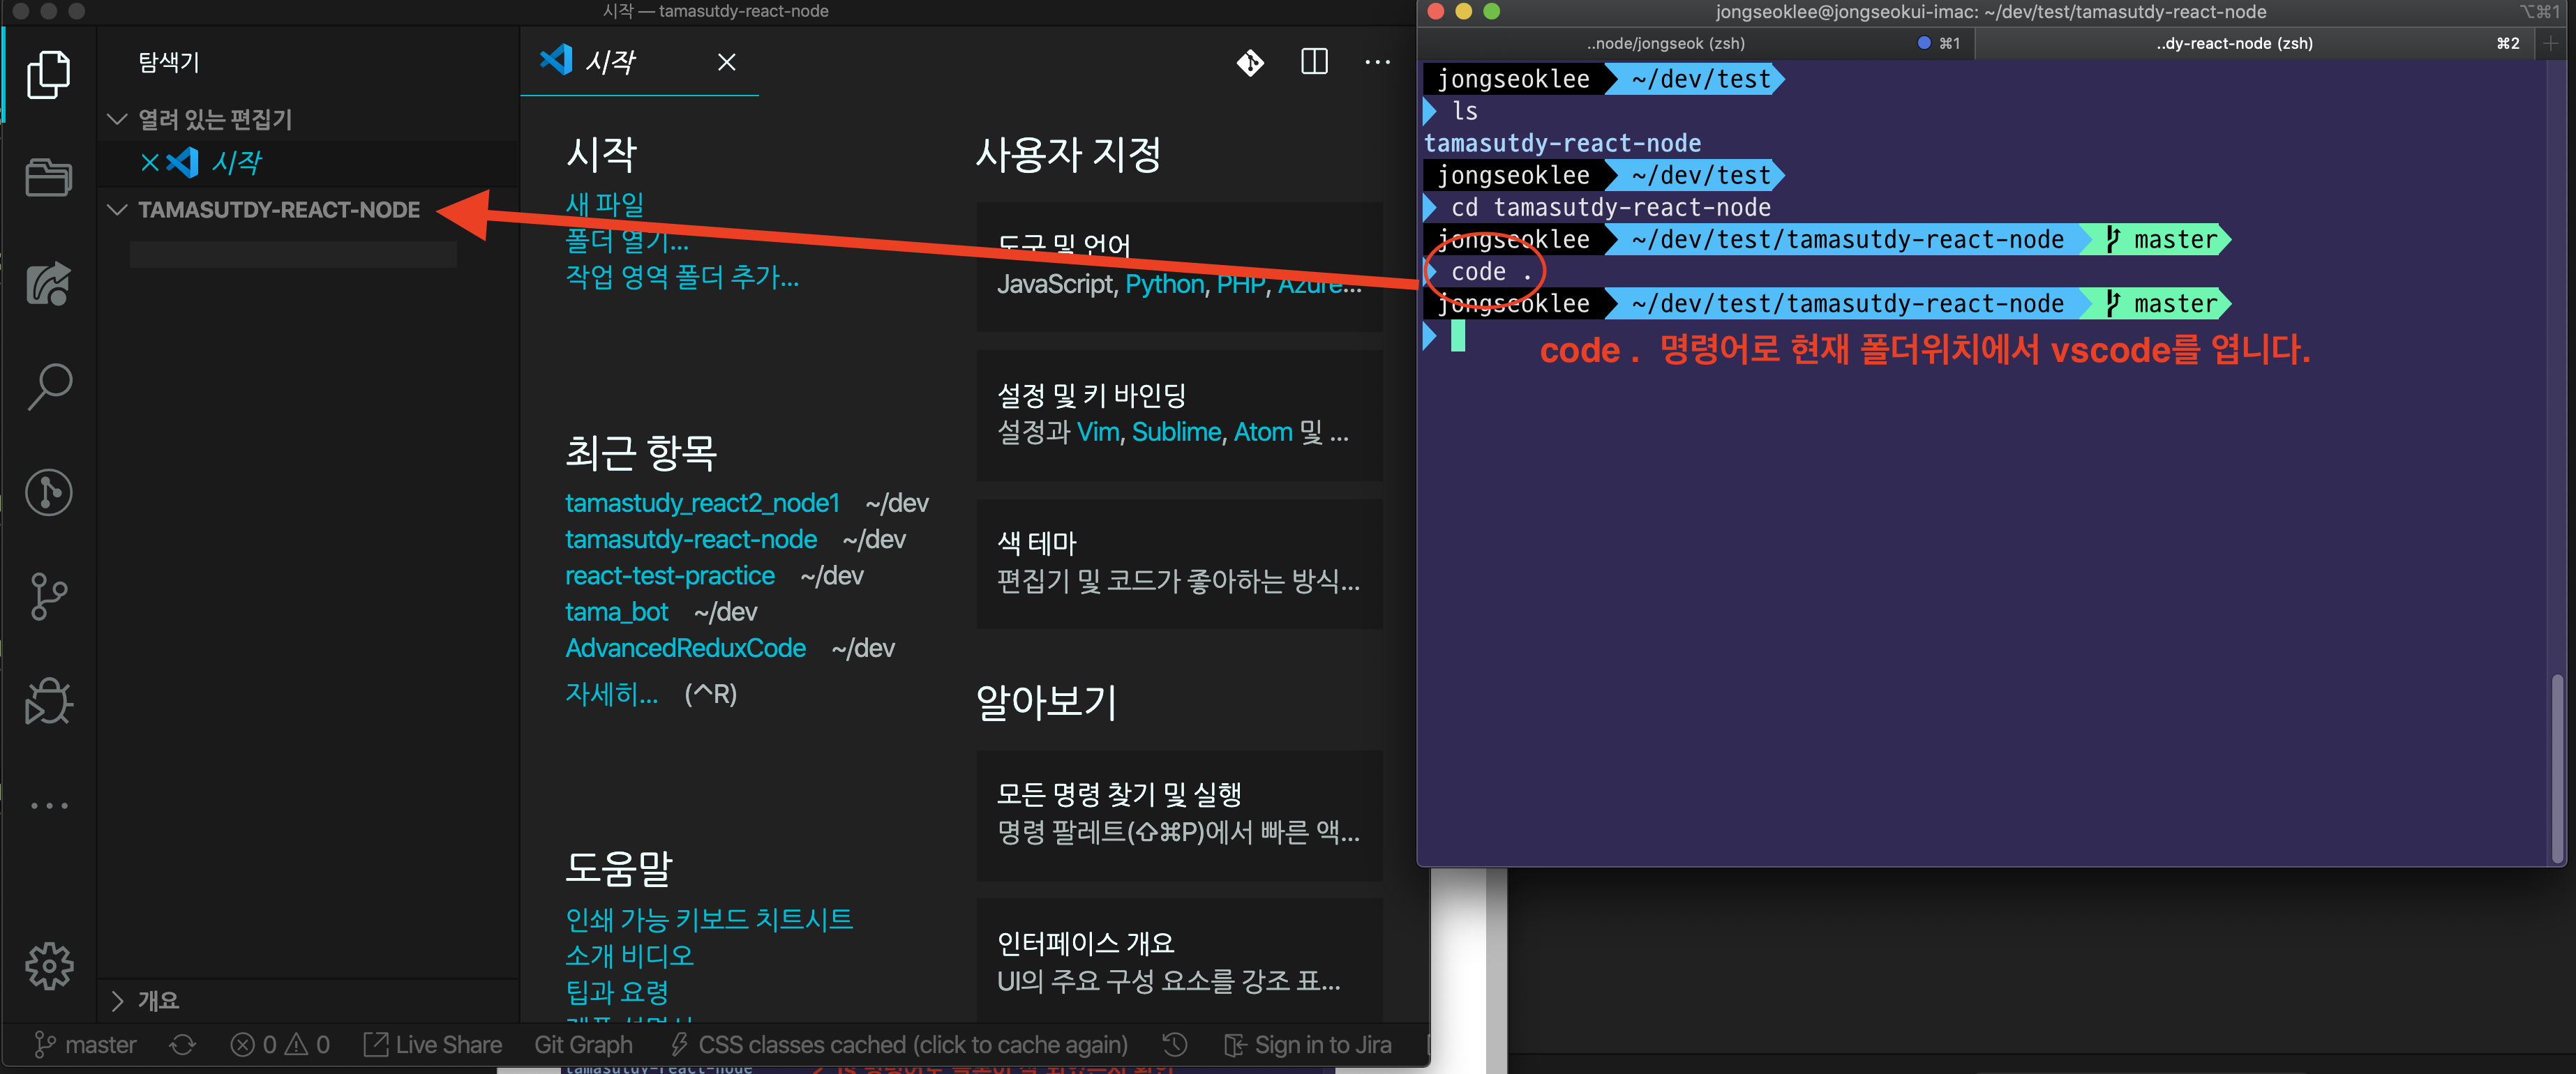 시작 — tamasutdy-react-node
탐색기
열려 있는 편집기
시작
TAMASUTDY-REACT-NODE
개요
시작
시작
새 파일
폴더 열기...
작업 영역 폴더 추가...
최근 항목
tamastudy_react2_node1 ~/dev
tamasutdy-react-node ~/dev
react-test-practice ~/dev
tama_bot ~/dev
AdvancedReduxCode ~/dev
자세히... (^R)
도움말
인쇄 가능 키보드 치트시트
소개 비디오
팁과 요령
사용자 지정
도구 및 언어
JavaScript, Python, PHP, Azure...
설정 및 키 바인딩
설정과 Vim, Sublime, Atom 및 ...
색 테마
편집기 및 코드가 좋아하는 방식...
알아보기
모든 명령 찾기 및 실행
명령 팔레트(⇧⌘P)에서 빠른 액...
인터페이스 개요
UI의 주요 구성 요소를 강조 표...
master 0 0 Live Share Git Graph CSS classes cached (click to cache again) Sign in to Jira
jongseoklee@jongseokui-imac: ~/dev/test/tamasutdy-react-node ⌥⌘1
..node/jongseok (zsh) ⌘1 ..dy-react-node (zsh) ⌘2
jongseoklee ~/dev/test
ls
tamasutdy-react-node
jongseoklee ~/dev/test
cd tamasutdy-react-node
jongseoklee ~/dev/test/tamasutdy-react-node master
code .
jongseoklee ~/dev/test/tamasutdy-react-node master
code . 명령어로 현재 폴더위치에서 vscode를 엽니다.
tamasutdy-react-node